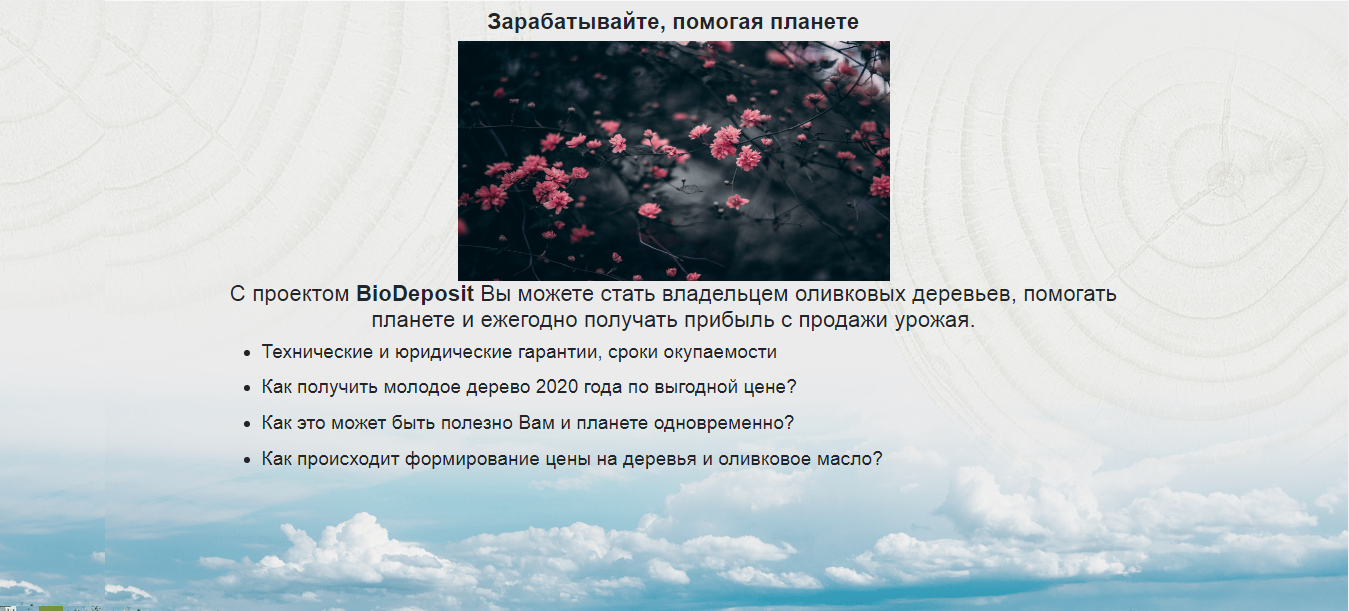 Зарабатывайте, помогая планете
С проектом BioDeposit Вы можете стать владельцем оливковых деревьев, помогать
планете и ежегодно получать прибыль с продажи урожая.
Технические и юридические гарантии, сроки окупаемости
Как получить молодое дерево 2020 года по выгодной цене?
Как это может быть полезно Вам и планете одновременно?
Как происходит формирование цены на деревья и оливковое масло?